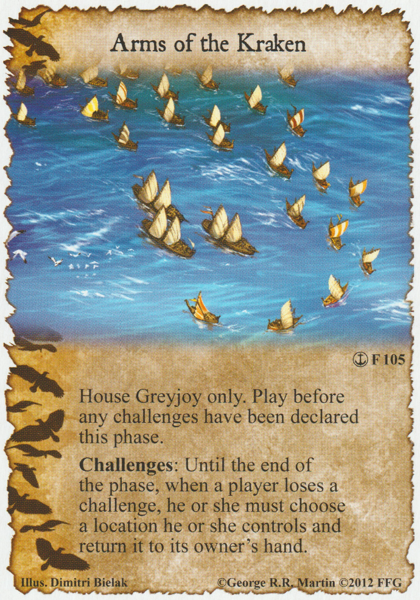 Arms of the Kraken
F 105
House Greyjoy only. Play before
any challenges have been declared
this phase.
Challenges: Until the end of
the phase, when a player loses a
challenge, he or she must choose
a location he or she controls and
return it to its owner's hand.
Illus. Dimitri Bielak ©George R.R. Martin ©2012 FFG